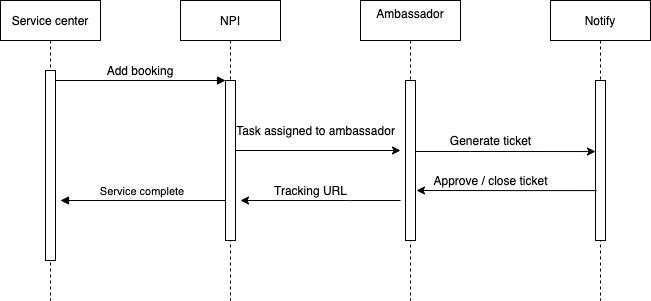 Service center
NPI
Ambassador
Notify
Add booking
Task assigned to ambassador
Generate ticket
Approve / close ticket
Service complete
Tracking URL